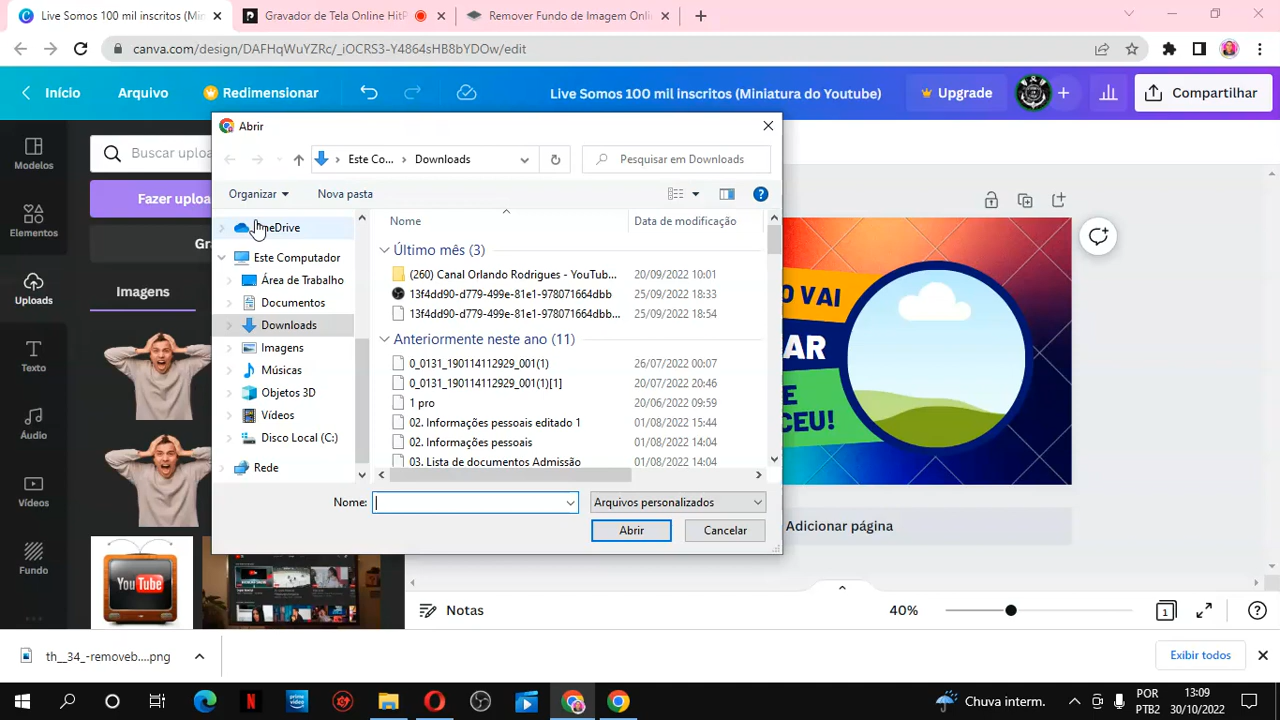 Live Somos 100 mil inscritos (Min
Gravador de Tela Online HitP
Remover Fundo de Imagem Online
canva.com/design/DAFHqWuYZRc/_iOCRS3-Y4864sHB8bYDOw/edit
Início
Arquivo
Redimensionar
Live Somos 100 mil inscritos (Miniatura do Youtube)
Upgrade
Compartilhar
Modelos
Elementos
Uploads
Texto
Áudio
Vídeos
Fundo
Buscar upload
Fazer uploa
Gra
Imagens
Abrir
Este Co...
Downloads
Pesquisar em Downloads
Organizar
Nova pasta
OneDrive
Este Computador
Área de Trabalho
Documentos
Downloads
Imagens
Músicas
Objetos 3D
Vídeos
Disco Local (C:)
Rede
Nome
Data de modificação
Último mês (3)
(260) Canal Orlando Rodrigues - YouTub... 20/09/2022 10:01
13f4dd90-d779-499e-81e1-978071664dbb 25/09/2022 18:33
13f4dd90-d779-499e-81e1-978071664dbb... 25/09/2022 18:54
Anteriormente neste ano (11)
0_0131_190114112929_001(1) 26/07/2022 00:07
0_0131_190114112929_001(1)[1] 20/07/2022 20:46
1 pro 29/06/2022 09:59
02. Informações pessoais editado 1 01/08/2022 15:44
02. Informações pessoais 01/08/2022 14:04
03. Lista de documentos Admissão 01/08/2022 14:04
Nome:
Arquivos personalizados
Abrir
Cancelar
O VAI
AR
E
CEU!
YouTube
Adicionar página
Notas
40%
1
th__34_-removeb....png
Exibir todos
Chuva interm.
POR
PTB2
13:09
30/10/2022